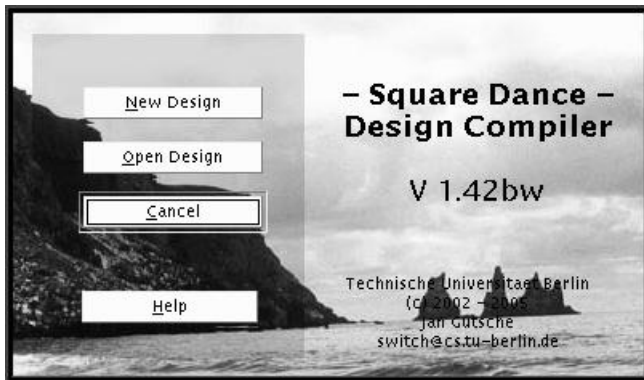 New Design
Open Design
Cancel
Help
– Square Dance –
Design Compiler
V 1.42bw
Technische Universitaet Berlin
(c) 2002 – 2005
Jan Gutsche
switch@cs.tu-berlin.de